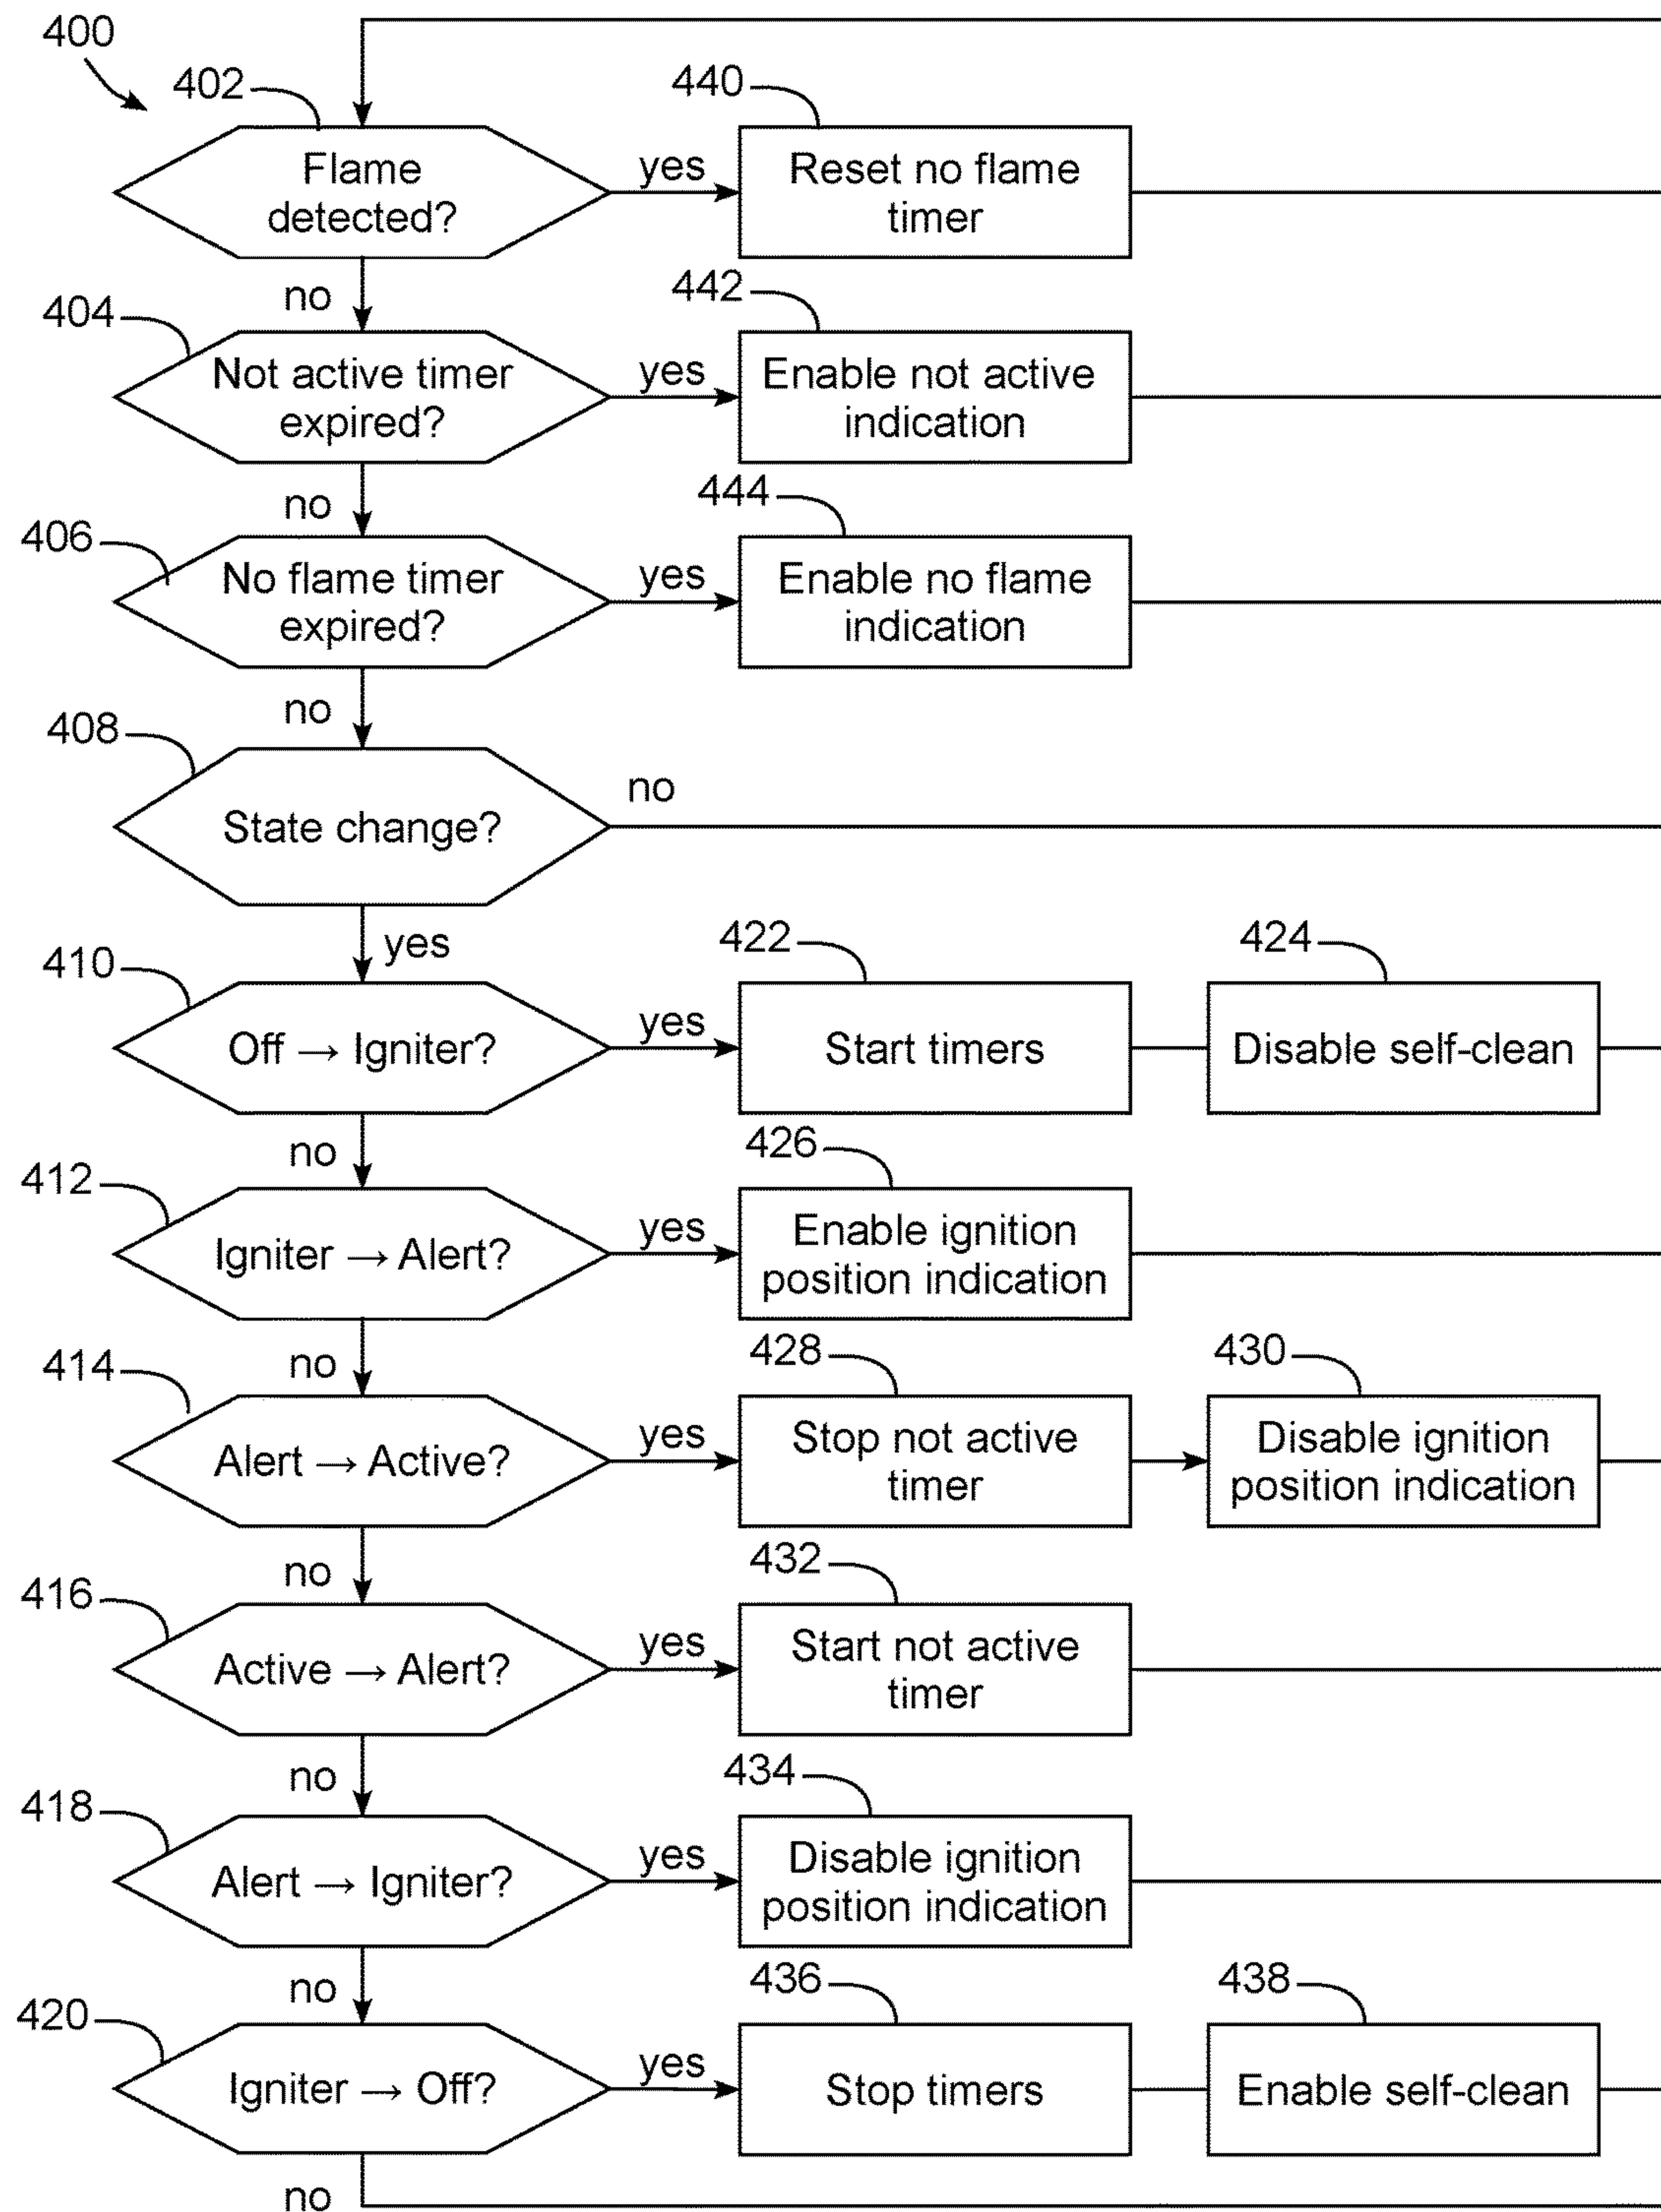 400
402
440
Flame
detected?
yes
Reset no flame
timer
no
404
442
Not active timer
expired?
yes
Enable not active
indication
no
406
444
No flame timer
expired?
yes
Enable no flame
indication
no
408
State change?
no
yes
410
422
424
Off → Igniter?
yes
Start timers
Disable self-clean
no
412
426
Igniter → Alert?
yes
Enable ignition
position indication
no
414
428
430
Alert → Active?
yes
Stop not active
timer
Disable ignition
position indication
no
416
432
Active → Alert?
yes
Start not active
timer
no
418
434
Alert → Igniter?
yes
Disable ignition
position indication
no
420
436
438
Igniter → Off?
yes
Stop timers
Enable self-clean
no